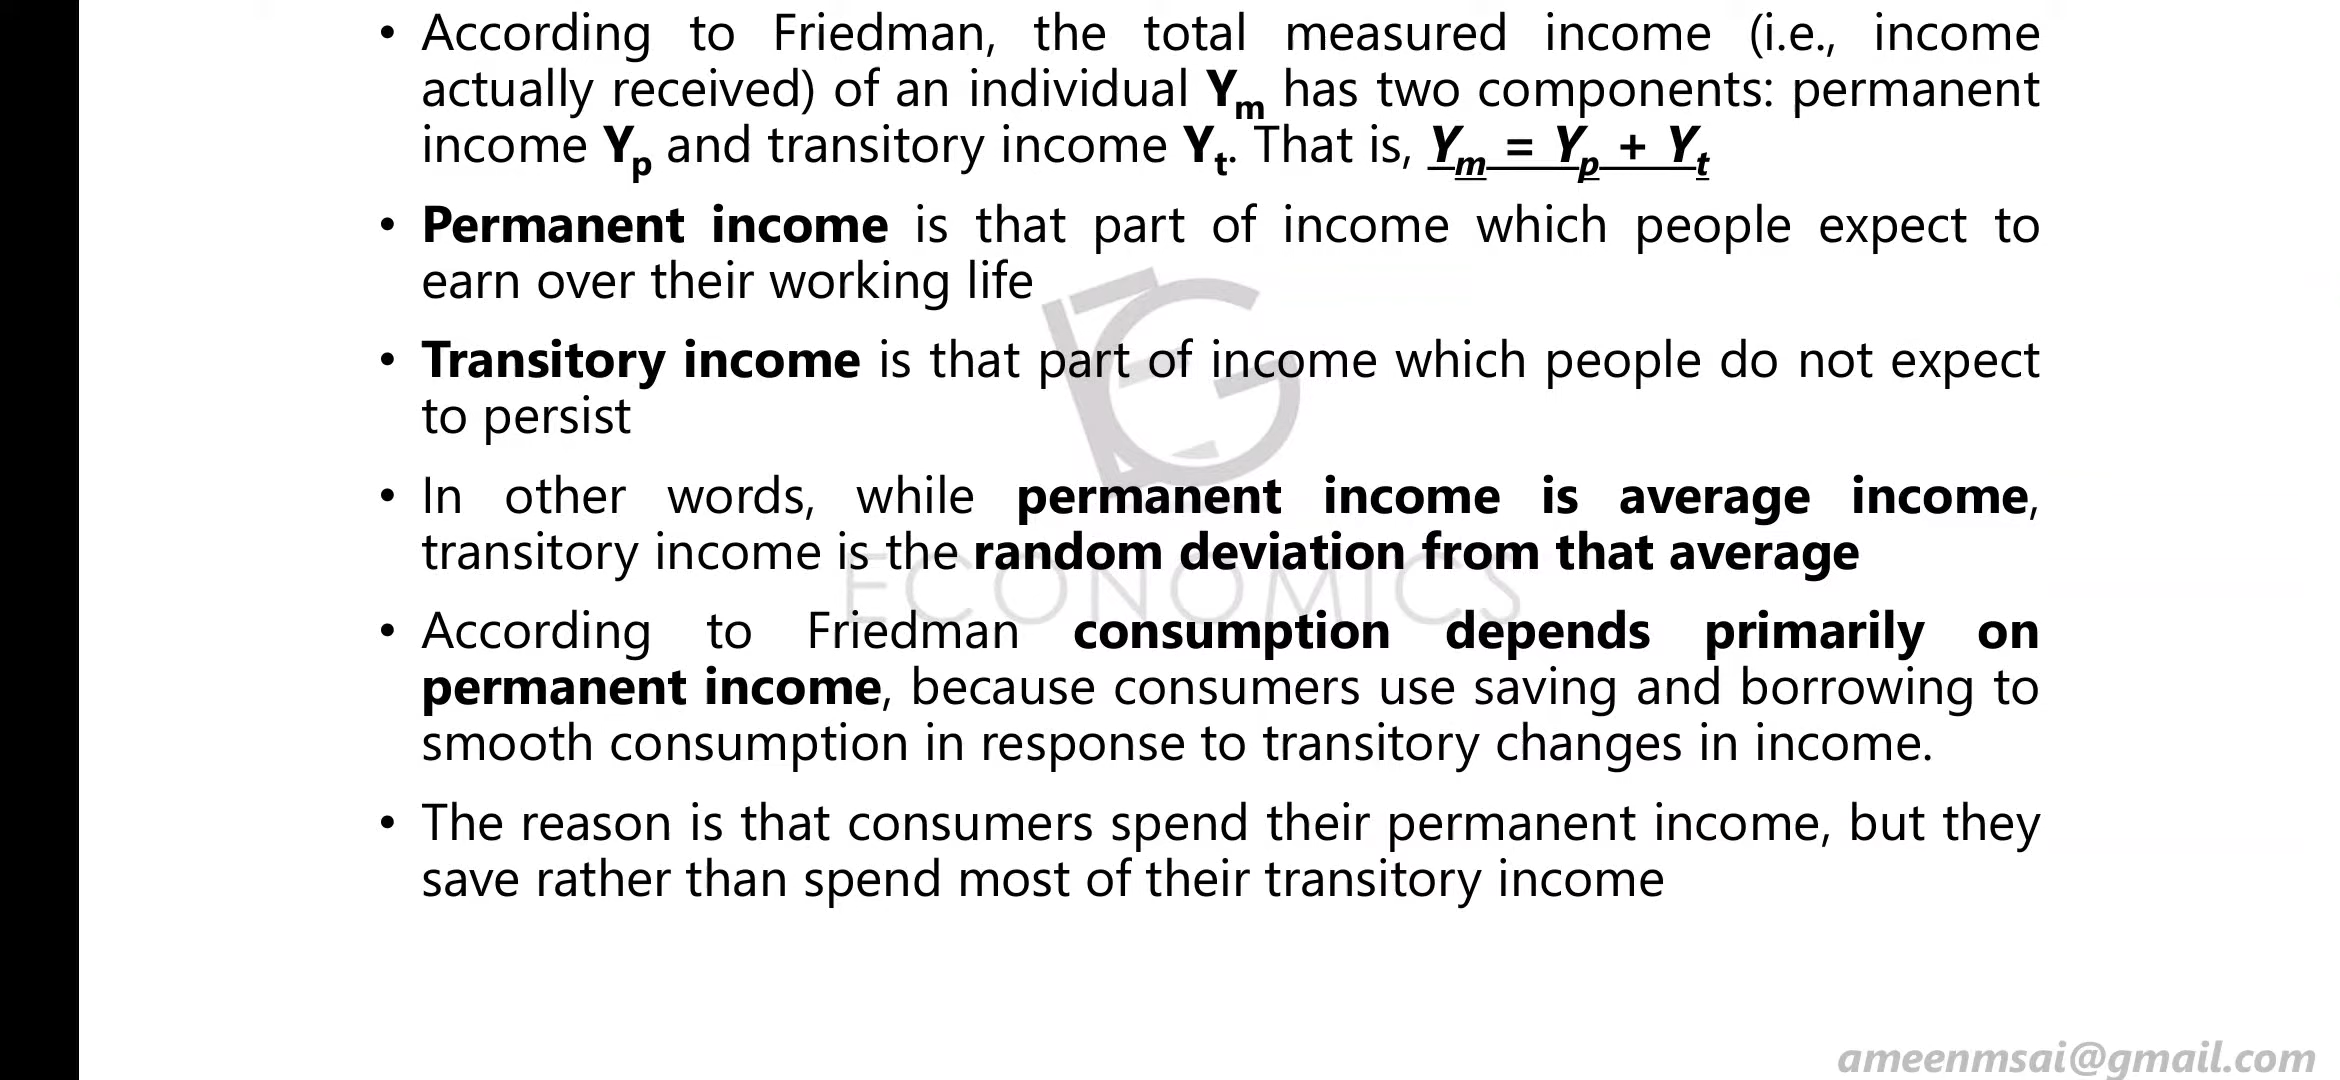 • According to Friedman, the total measured income (i.e., income
actually received) of an individual Ym has two components: permanent
income Yp and transitory income Yt. That is, Ym = Yp + Yt
• Permanent income is that part of income which people expect to
earn over their working life
• Transitory income is that part of income which people do not expect
to persist
• In other words, while permanent income is average income,
transitory income is the random deviation from that average
ECONOMICS
• According to Friedman consumption depends primarily on
permanent income, because consumers use saving and borrowing to
smooth consumption in response to transitory changes in income.
• The reason is that consumers spend their permanent income, but they
save rather than spend most of their transitory income
ameenmsai@gmail.com